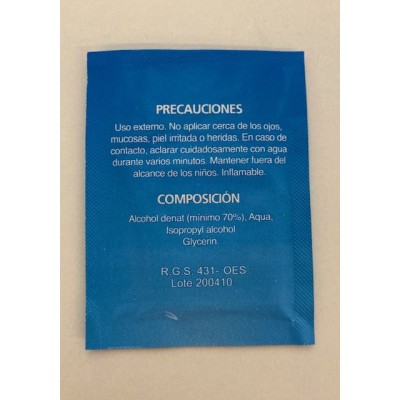 PRECAUCIONES
Uso externo. No aplicar cerca de los ojos,
mucosas, piel irritada o heridas. En caso de
contacto, aclarar cuidadosamente con agua
durante varios minutos. Mantener fuera del
alcance de los niños. Inflamable.
COMPOSICIÓN
Alcohol denat (mínimo 70%), Aqua,
Isopropyl alcohol
Glycerin.
R.G.S. 431- OES
Lote 200410